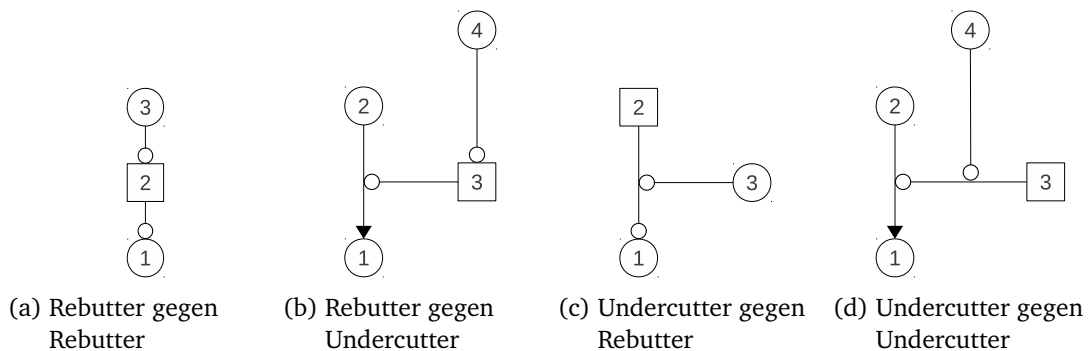 4
4
3
2
2
2
2
3
3
3
1
1
1
1
(a) Rebutter gegen
Rebutter
(b) Rebutter gegen
Undercutter
(c) Undercutter gegen
Rebutter
(d) Undercutter gegen
Undercutter